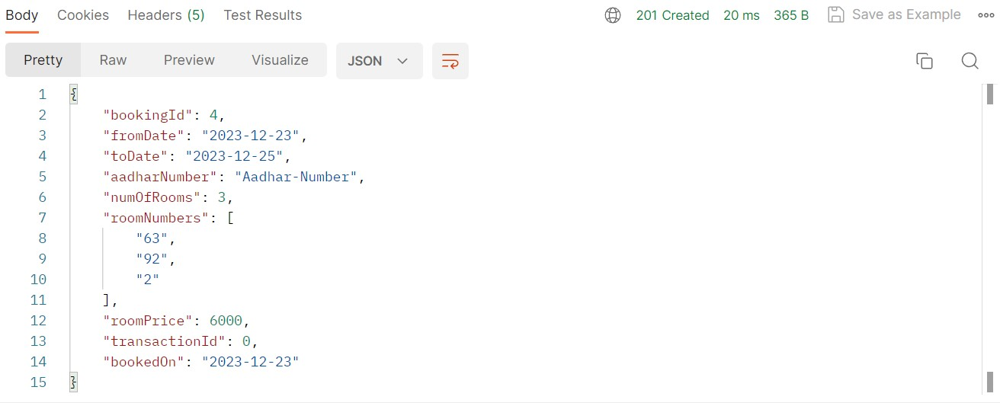 Body Cookies Headers (5) Test Results 201 Created 20 ms 365 B Save as Example
Pretty Raw Preview Visualize JSON
1 {
2 "bookingId": 4,
3 "fromDate": "2023-12-23",
4 "toDate": "2023-12-25",
5 "aadharNumber": "Aadhar-Number",
6 "numOfRooms": 3,
7 "roomNumbers": [
8 "63",
9 "92",
10 "2"
11 ],
12 "roomPrice": 6000,
13 "transactionId": 0,
14 "bookedOn": "2023-12-23"
15 }